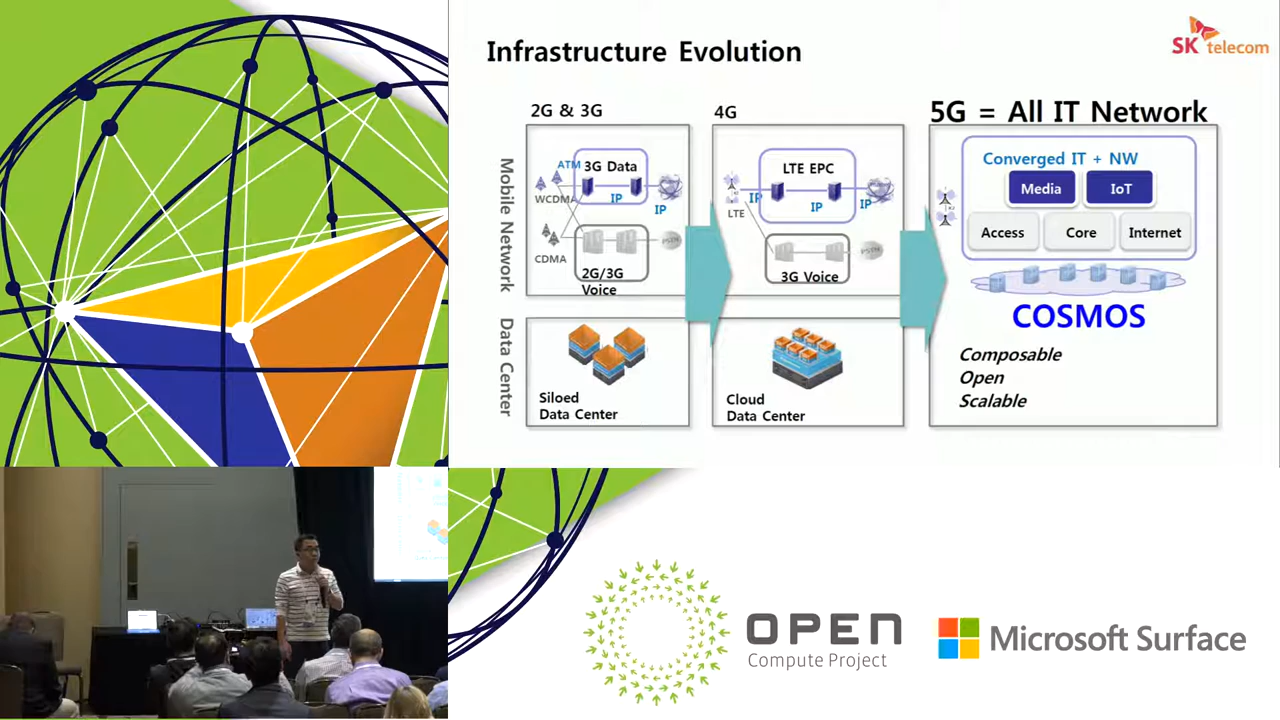 Infrastructure Evolution
SK telecom
2G & 3G
4G
5G = All IT Network
Mobile Network
ATM
3G Data
WCDMA
IP
IP
CDMA
PSTN
2G/3G
Voice
LTE EPC
IP
IP
IP
LTE
PSTN
3G Voice
Converged IT + NW
Media
IoT
Access
Core
Internet
COSMOS
Composable
Open
Scalable
Data Center
Siloed
Data Center
Cloud
Data Center
OPEN
Compute Project
Microsoft Surface